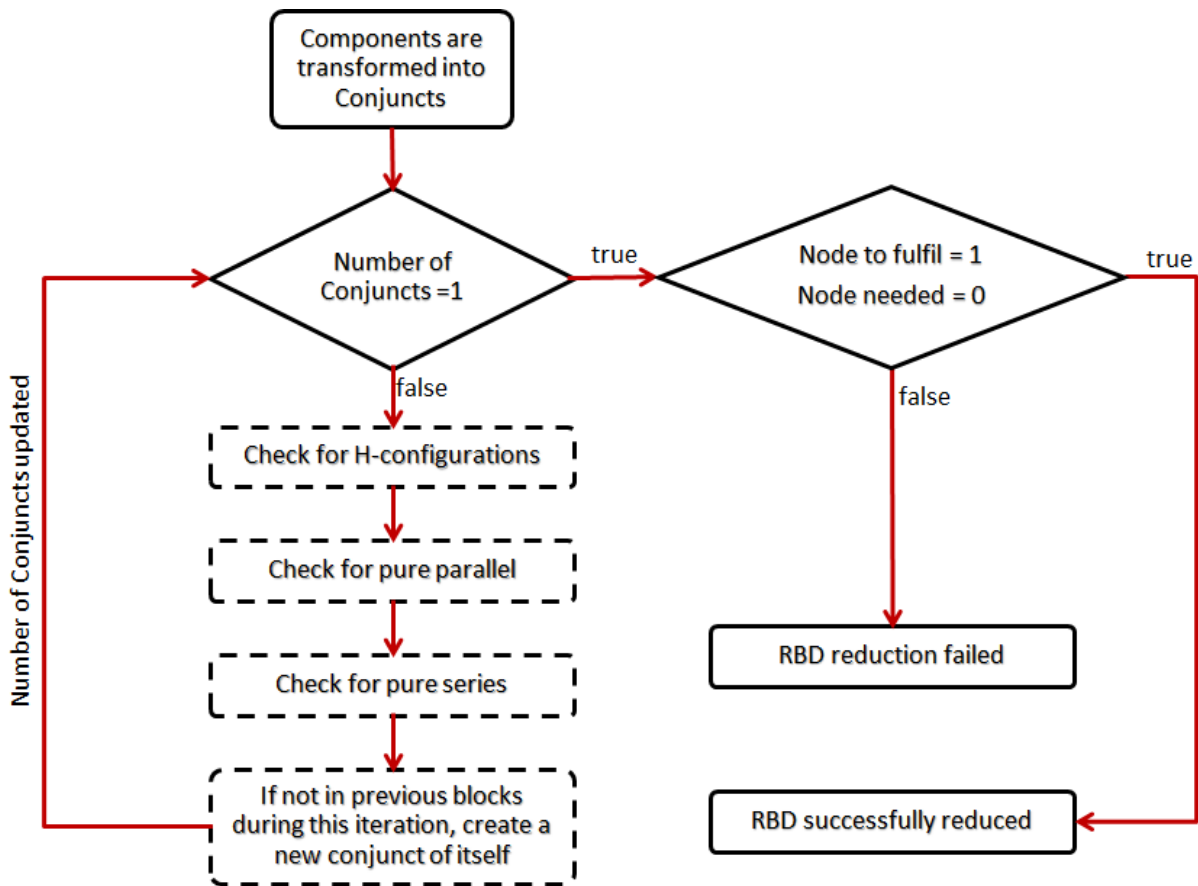 Components are
transformed into
Conjuncts
Number of
Conjuncts =1
true
Node to fulfil = 1
Node needed = 0
true
false
false
Number of Conjuncts updated
Check for H-configurations
Check for pure parallel
Check for pure series
If not in previous blocks
during this iteration, create a
new conjunct of itself
RBD reduction failed
RBD successfully reduced